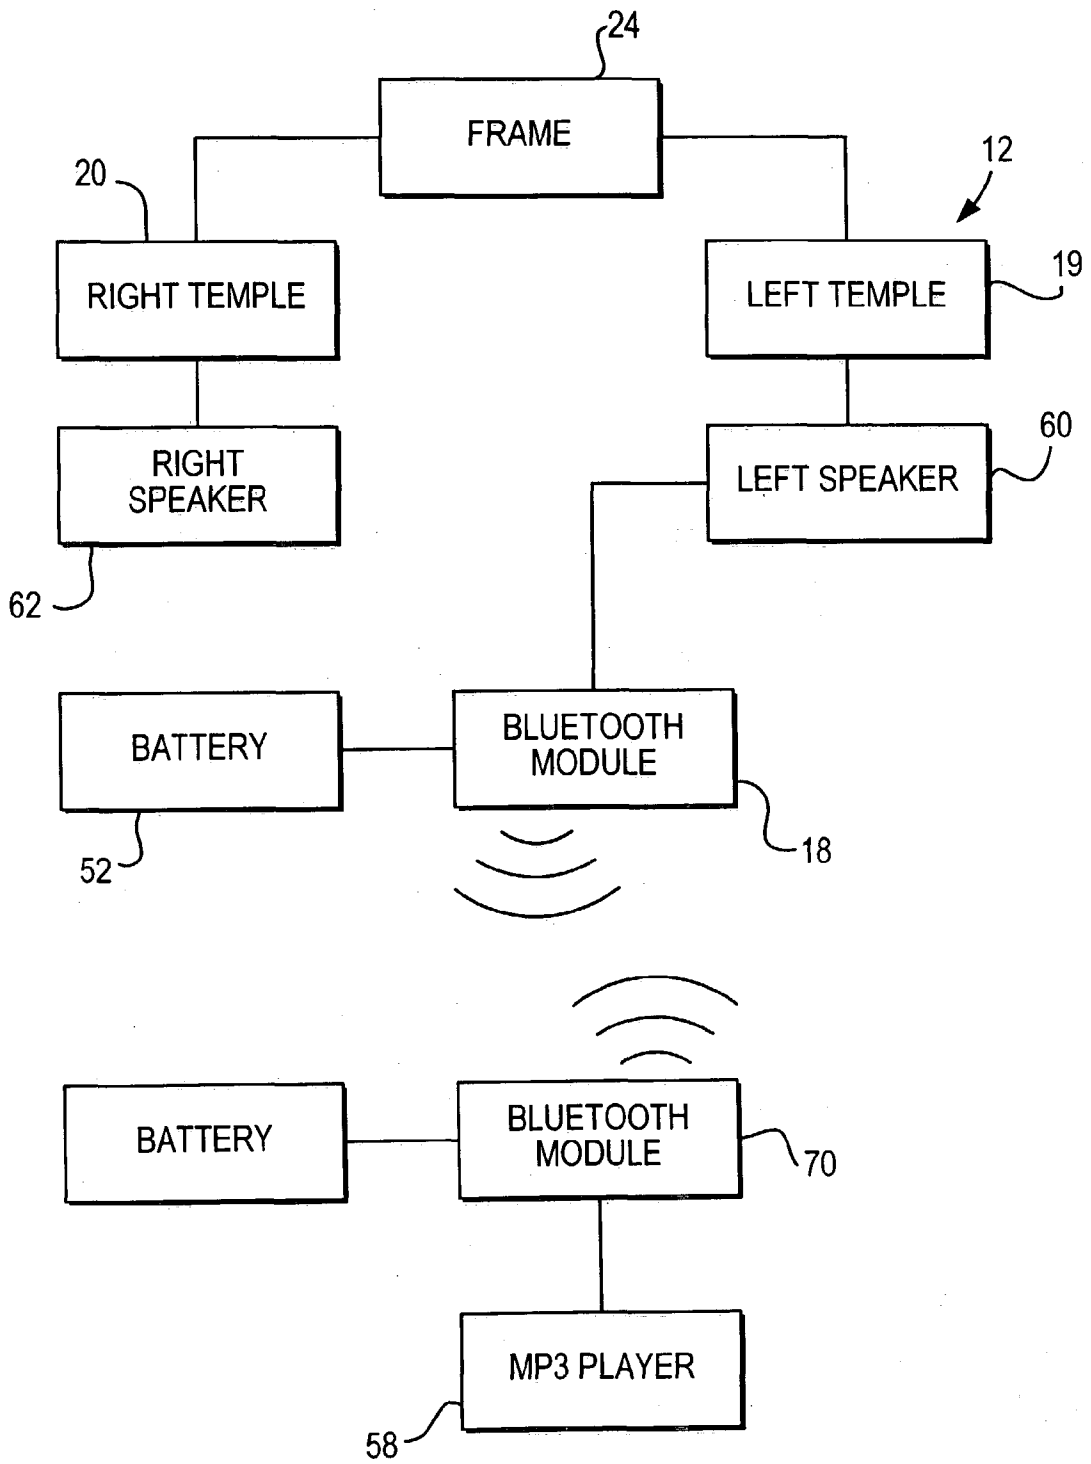 24
FRAME
12
20
RIGHT TEMPLE
LEFT TEMPLE
19
RIGHT
SPEAKER
LEFT SPEAKER
60
62
BATTERY
BLUETOOTH
MODULE
52
18
BATTERY
BLUETOOTH
MODULE
70
MP3 PLAYER
58